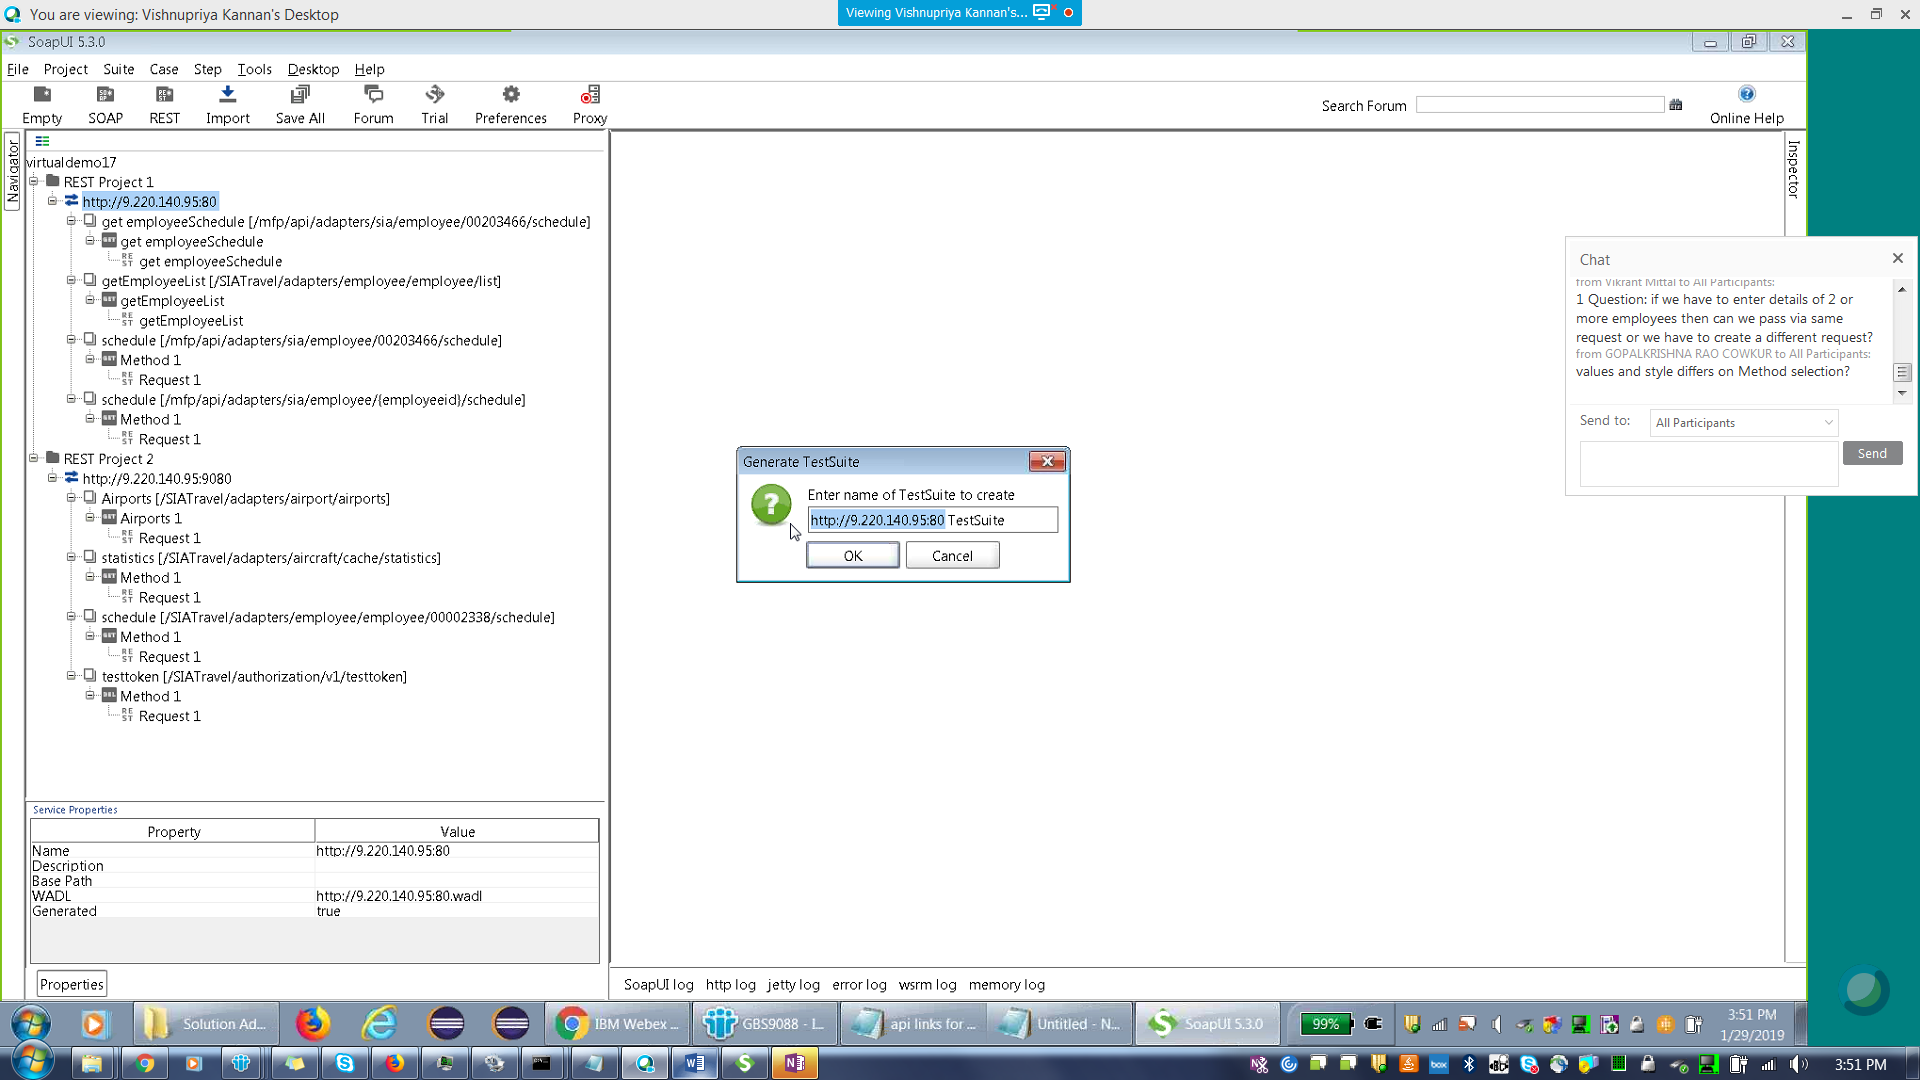 You are viewing: Vishnupriya Kannan's Desktop
Viewing Vishnupriya Kannan's...
SoapUI 5.3.0
File Project Suite Case Step Tools Desktop Help
Empty SOAP REST Import Save All Forum Trial Preferences Proxy
Search Forum
Online Help
Navigator
Inspector
virtualdemo17
REST Project 1
http://9.220.140.95:80
get employeeSchedule [/mfp/api/adapters/sia/employee/00203466/schedule]
get employeeSchedule
get employeeSchedule
getEmployeeList [/SIATravel/adapters/employee/employee/list]
getEmployeeList
getEmployeeList
schedule [/mfp/api/adapters/sia/employee/00203466/schedule]
Method 1
Request 1
schedule [/mfp/api/adapters/sia/employee/{employeeid}/schedule]
Method 1
Request 1
REST Project 2
http://9.220.140.95:9080
Airports [/SIATravel/adapters/airport/airports]
Airports 1
Request 1
statistics [/SIATravel/adapters/aircraft/cache/statistics]
Method 1
Request 1
schedule [/SIATravel/adapters/employee/employee/00002338/schedule]
Method 1
Request 1
testtoken [/SIATravel/authorization/v1/testtoken]
Method 1
Request 1
Service Properties
Property Value
Name http://9.220.140.95:80
Description
Base Path
WADL http://9.220.140.95:80.wadl
Generated true
Properties
Generate TestSuite
Enter name of TestSuite to create
http://9.220.140.95:80 TestSuite
OK Cancel
Chat
from Vikrant Mittal to All Participants:
1 Question: if we have to enter details of 2 or
more employees then can we pass via same
request or we have to create a different request?
from GOPALKRISHNA RAO COWKUR to All Participants:
values and style differs on Method selection?
Send to: All Participants
Send
SoapUI log http log jetty log error log wsrm log memory log
Solution Ad... IBM Webex ... GBS9088 - I... api links for ... Untitled - N... SoapUI 5.3.0 99%
3:51 PM
1/29/2019
3:51 PM